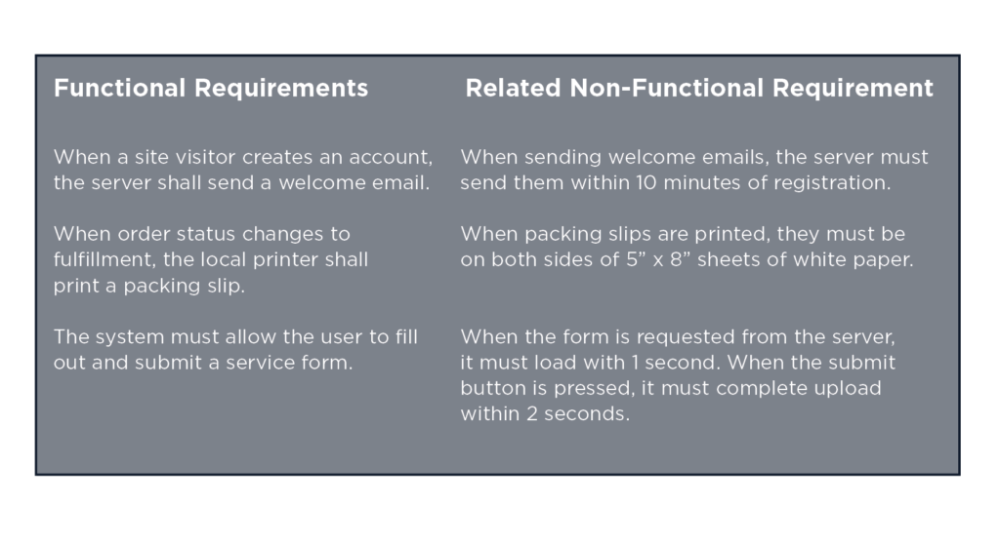 Functional Requirements
Related Non-Functional Requirement
When a site visitor creates an account,
the server shall send a welcome email.
When sending welcome emails, the server must
send them within 10 minutes of registration.
When order status changes to
fulfillment, the local printer shall
print a packing slip.
When packing slips are printed, they must be
on both sides of 5” x 8” sheets of white paper.
The system must allow the user to fill
out and submit a service form.
When the form is requested from the server,
it must load with 1 second. When the submit
button is pressed, it must complete upload
within 2 seconds.